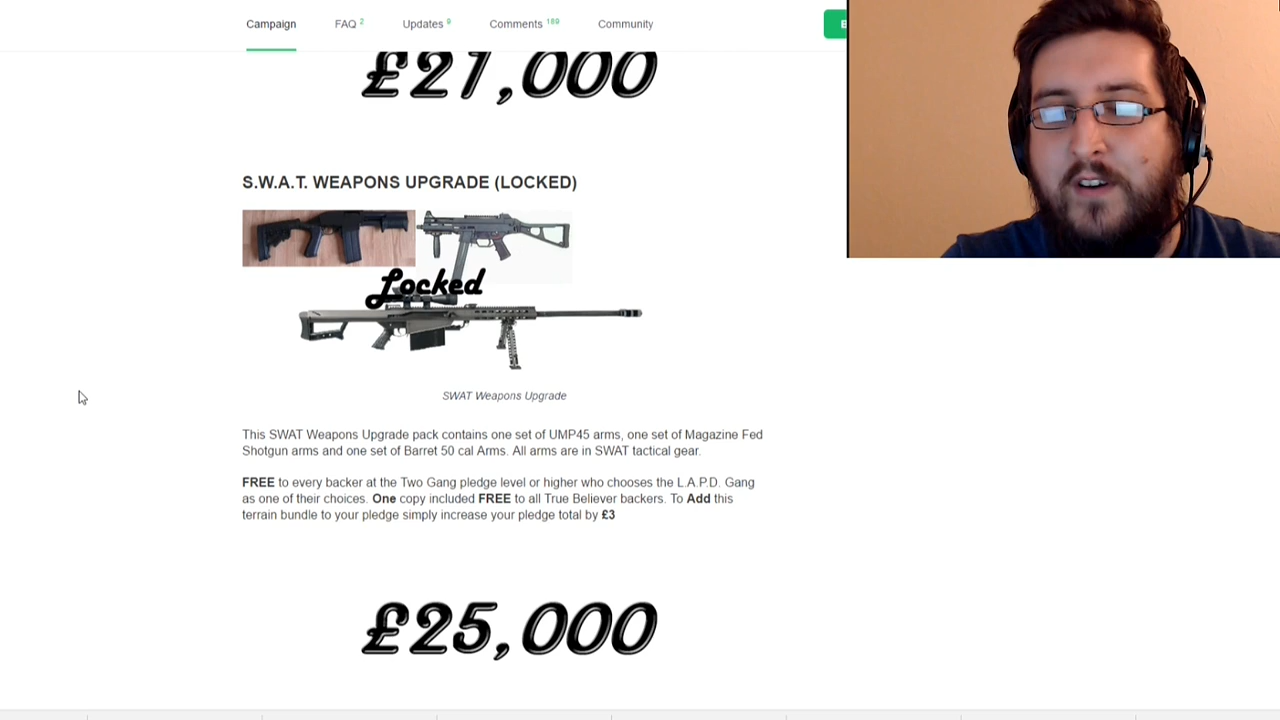 Campaign FAQ 2 Updates 9 Comments 169 Community
£21,000
S.W.A.T. WEAPONS UPGRADE (LOCKED)
Locked
SWAT Weapons Upgrade
This SWAT Weapons Upgrade pack contains one set of UMP45 arms, one set of Magazine Fed
Shotgun arms and one set of Barret 50 cal Arms. All arms are in SWAT tactical gear.
FREE to every backer at the Two Gang pledge level or higher who chooses the L.A.P.D. Gang
as one of their choices. One copy included FREE to all True Believer backers. To Add this
terrain bundle to your pledge simply increase your pledge total by £3
£25,000